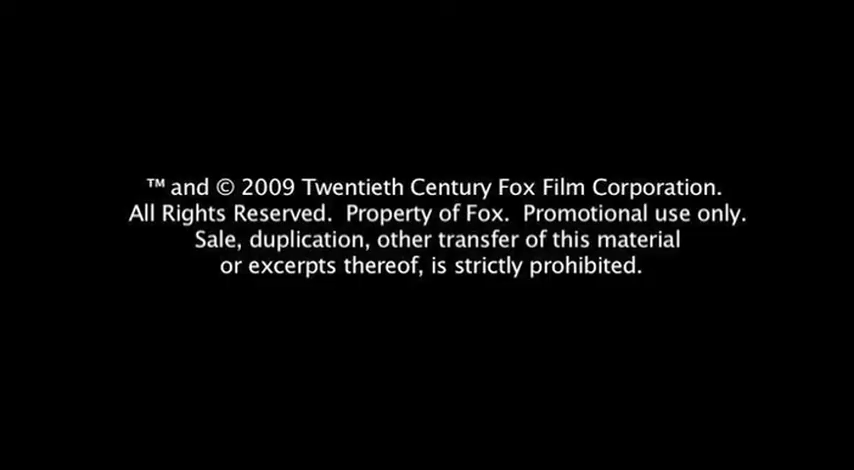 ™ and © 2009 Twentieth Century Fox Film Corporation.
All Rights Reserved.  Property of Fox.  Promotional use only.
Sale, duplication, other transfer of this material
or excerpts thereof, is strictly prohibited.